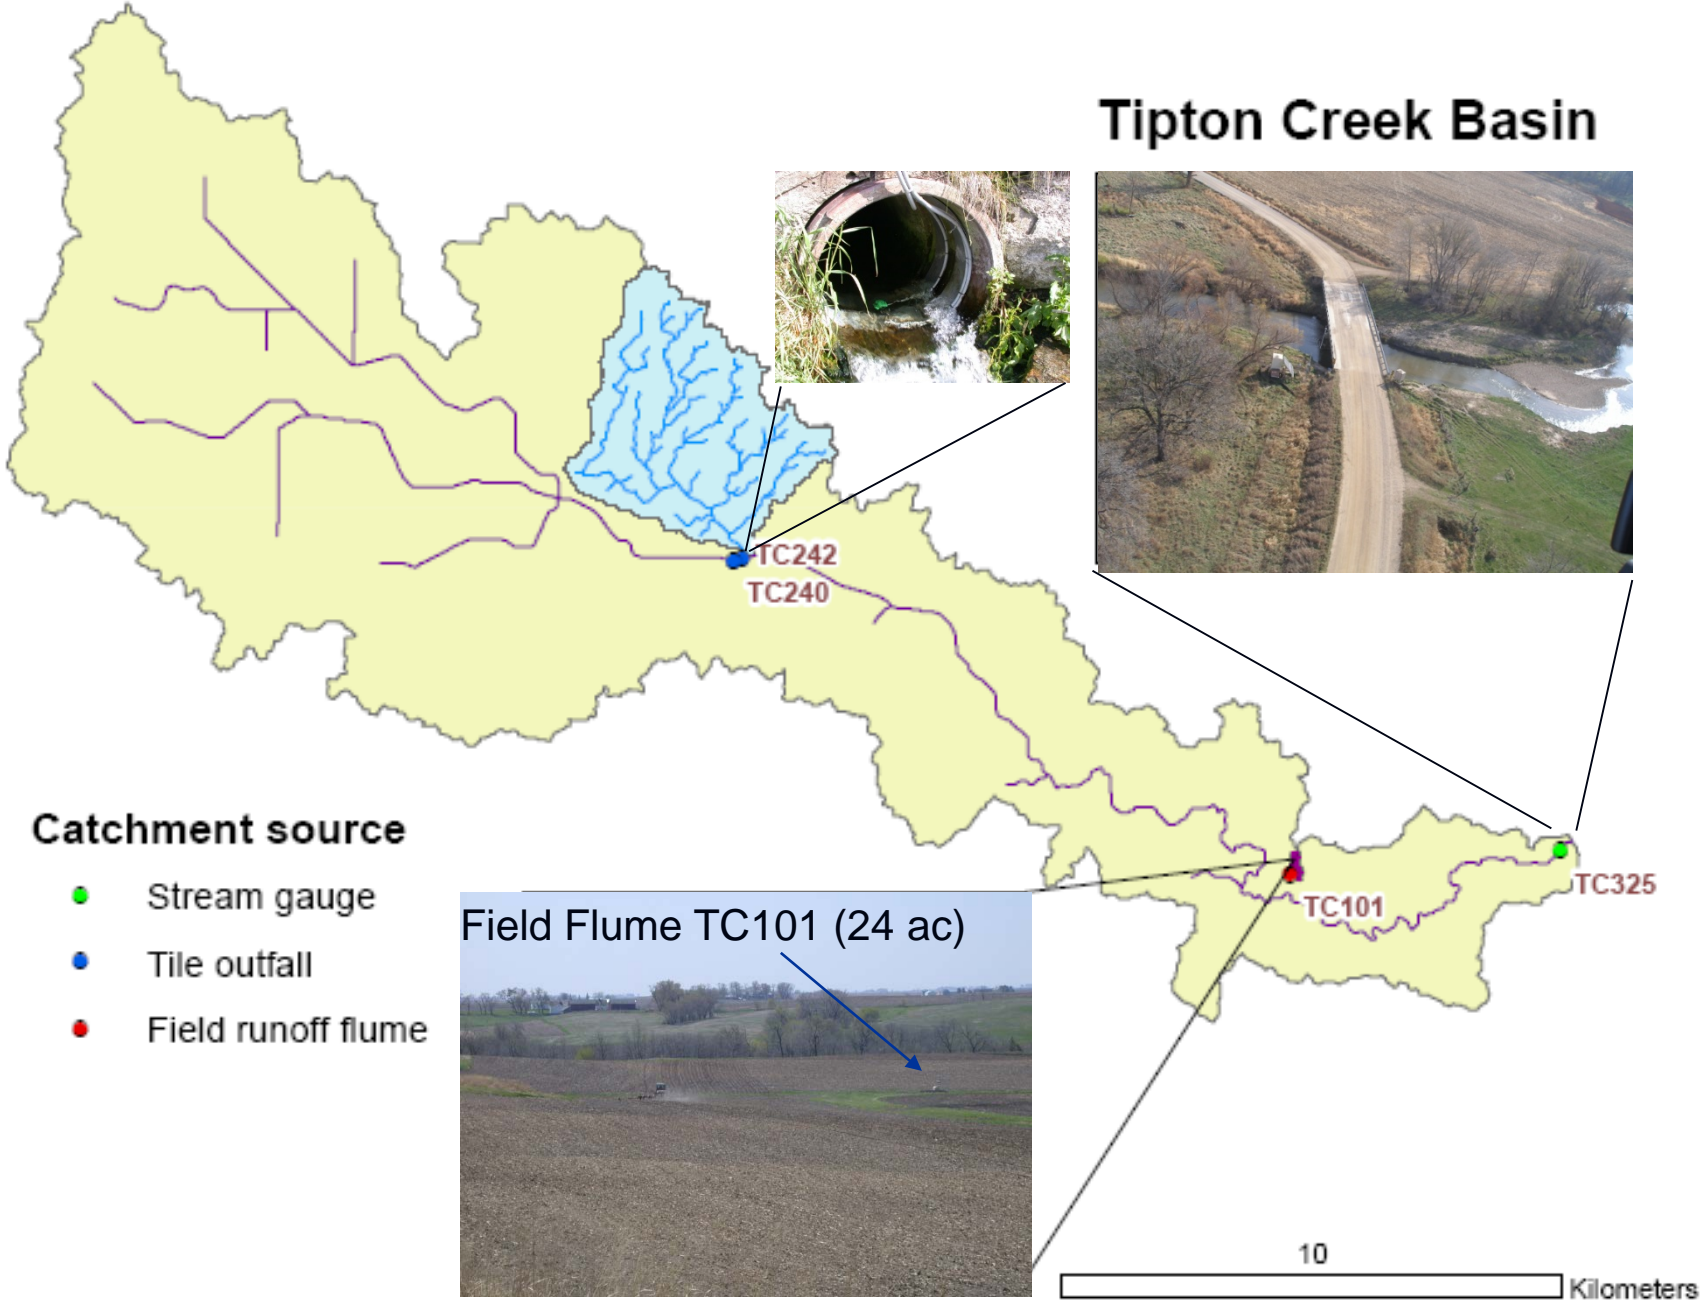 Tipton Creek Basin
TC242
TC240
Catchment source
Stream gauge
Tile outfall
Field runoff flume
TC325
TC101
Field Flume TC101 (24 ac)
10
Kilometers